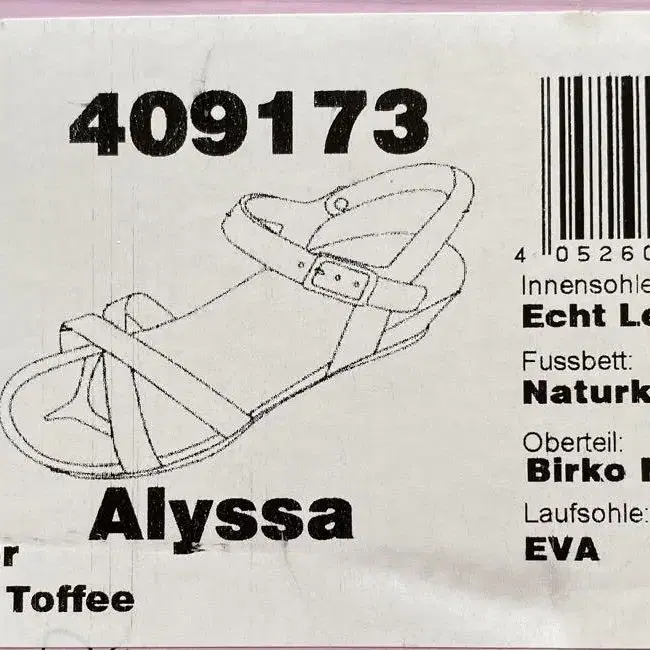 409173
4 05260
Innensohle
Echt Le
Fussbett:
Naturk
Oberteil:
Birko
Laufsohle:
EVA
Alyssa
r
Toffee